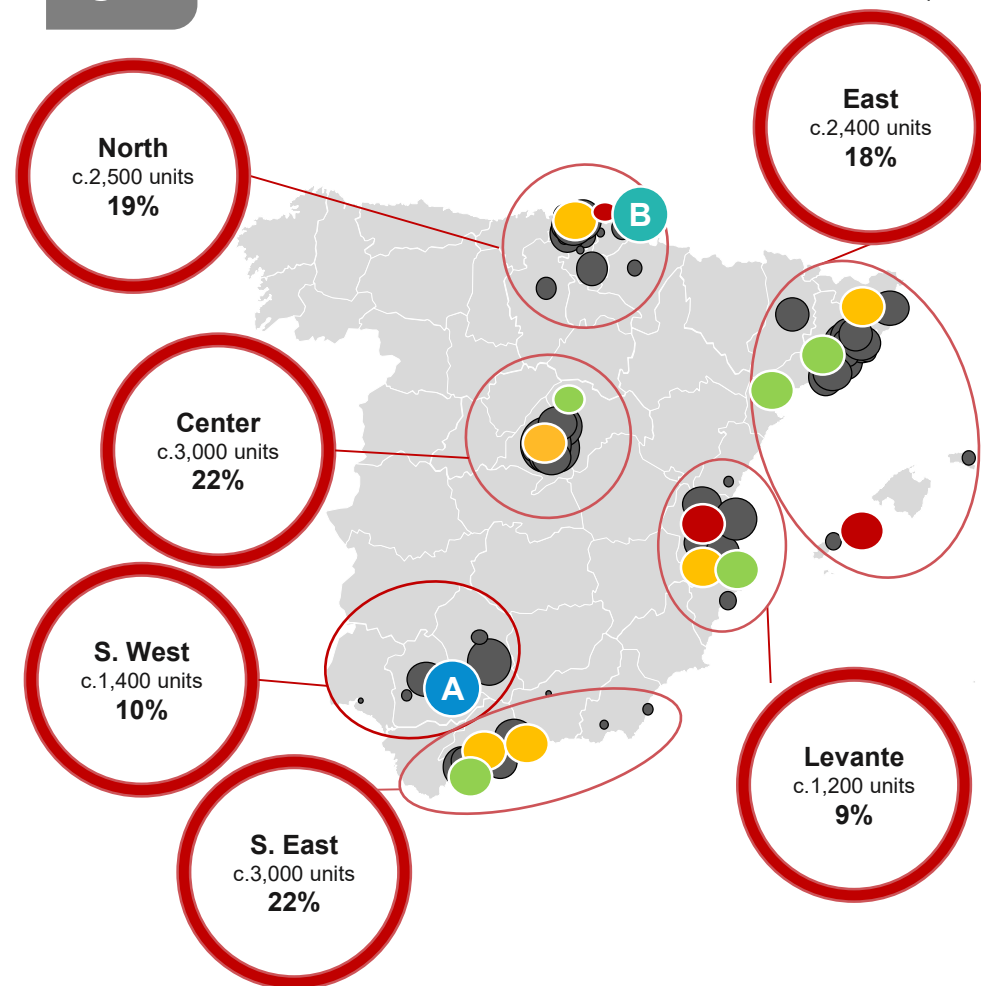 North
c.2,500 units
19%
East
c.2,400 units
18%
B
Center
c.3,000 units
22%
S. West
c.1,400 units
10%
A
Levante
c.1,200 units
9%
S. East
c.3,000 units
22%